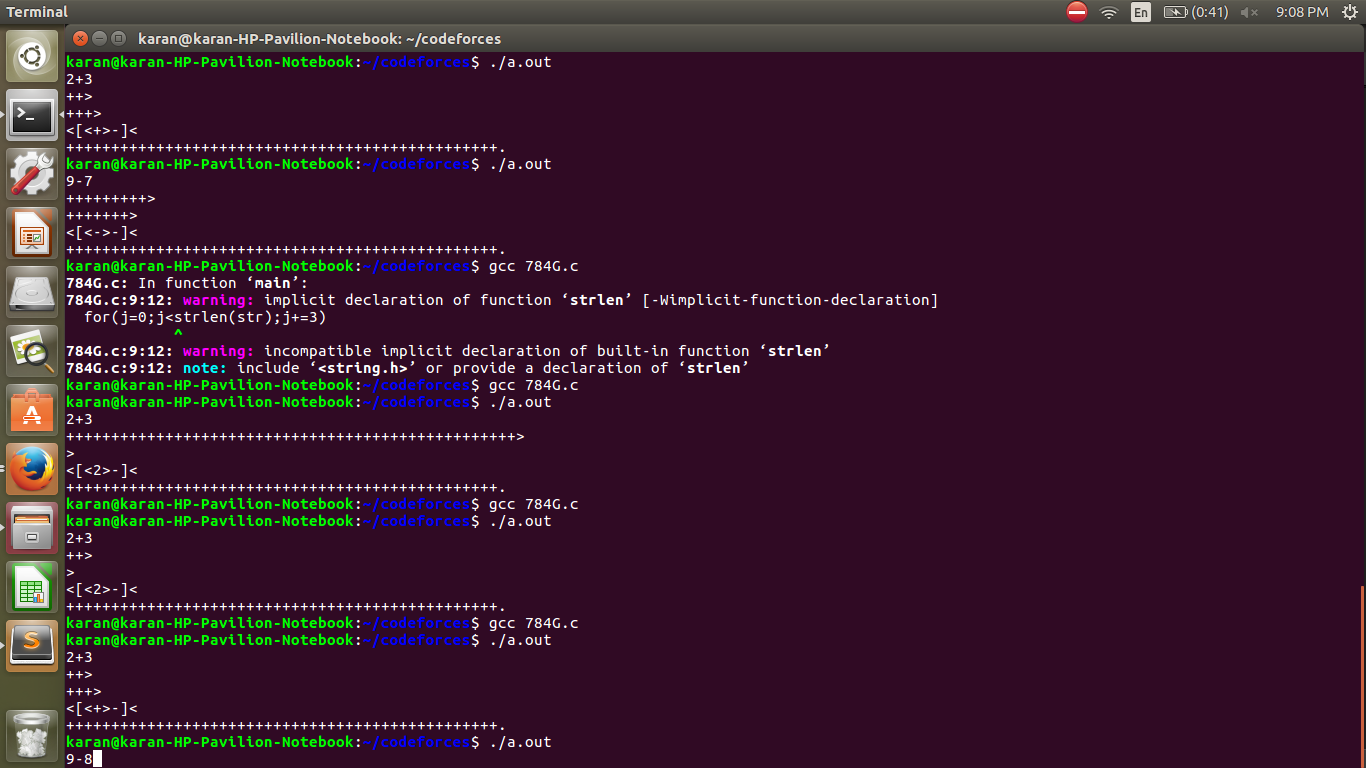 Terminal
En
(0:41)
9:08 PM
karan@karan-HP-Pavilion-Notebook: ~/codeforces
karan@karan-HP-Pavilion-Notebook:~/codeforces$ ./a.out
2+3
++>
+++>
<[<+>-]<
++++++++++++++++++++++++++++++++++++++++++++++++.
karan@karan-HP-Pavilion-Notebook:~/codeforces$ ./a.out
9-7
+++++++++>
+++++++>
<[<->-]<
++++++++++++++++++++++++++++++++++++++++++++++++.
karan@karan-HP-Pavilion-Notebook:~/codeforces$ gcc 784G.c
784G.c: In function ‘main’:
784G.c:9:12: warning: implicit declaration of function ‘strlen’ [-Wimplicit-function-declaration]
  for(j=0;j<strlen(str);j+=3)
            ^
784G.c:9:12: warning: incompatible implicit declaration of built-in function ‘strlen’
784G.c:9:12: note: include ‘<string.h>’ or provide a declaration of ‘strlen’
karan@karan-HP-Pavilion-Notebook:~/codeforces$ gcc 784G.c
karan@karan-HP-Pavilion-Notebook:~/codeforces$ ./a.out
2+3
++++++++++++++++++++++++++++++++++++++++++++++++++>
>
<[<2>-]<
++++++++++++++++++++++++++++++++++++++++++++++++.
karan@karan-HP-Pavilion-Notebook:~/codeforces$ gcc 784G.c
karan@karan-HP-Pavilion-Notebook:~/codeforces$ ./a.out
2+3
++>
>
<[<2>-]<
++++++++++++++++++++++++++++++++++++++++++++++++.
karan@karan-HP-Pavilion-Notebook:~/codeforces$ gcc 784G.c
karan@karan-HP-Pavilion-Notebook:~/codeforces$ ./a.out
2+3
++>
+++>
<[<+>-]<
++++++++++++++++++++++++++++++++++++++++++++++++.
karan@karan-HP-Pavilion-Notebook:~/codeforces$ ./a.out
9-8